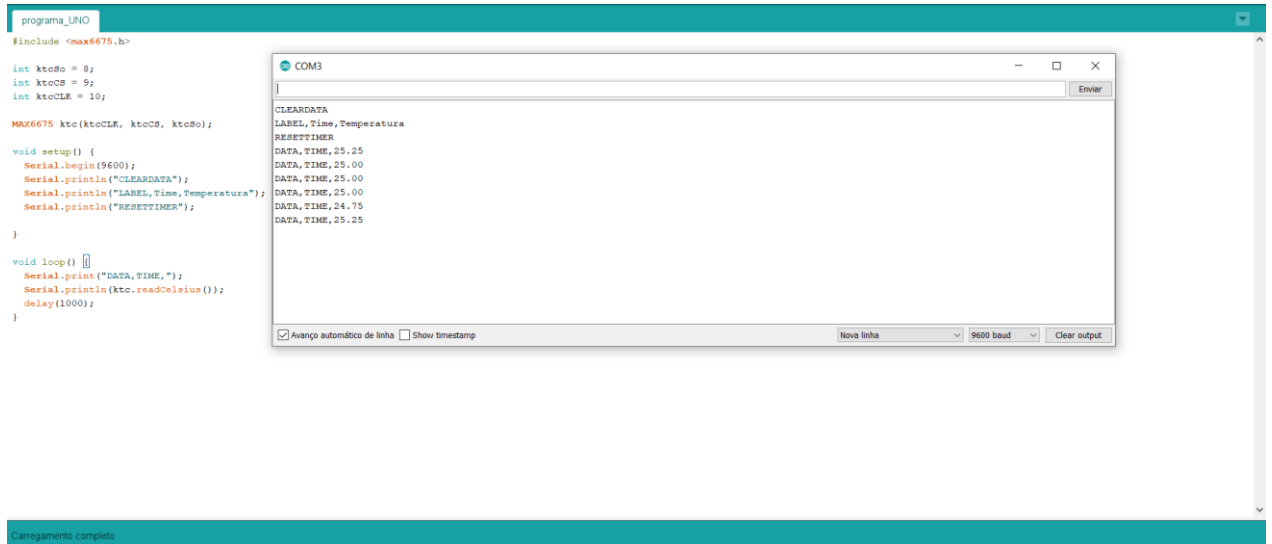 programa_UNO
#include <max6675.h>
int ktcSo = 8;
int ktcCS = 9;
int ktcCLK = 10;
MAX6675 ktc(ktcCLK, ktcCS, ktcSo);
void setup() {
Serial.begin(9600);
Serial.println("CLEARDATA");
Serial.println("LABEL,Time,Temperatura");
Serial.println("RESETTIMER");
}
void loop() {
Serial.print("DATA,TIME,");
Serial.println(ktc.readCelsius());
delay(1000);
}
COM3
Enviar
CLEARDATA
LABEL,Time,Temperatura
RESETTIMER
DATA,TIME,25.25
DATA,TIME,25.00
DATA,TIME,25.00
DATA,TIME,25.00
DATA,TIME,24.75
DATA,TIME,25.25
Avanço automático de linha Show timestamp Nova linha 9600 baud Clear output
Carregamento completo